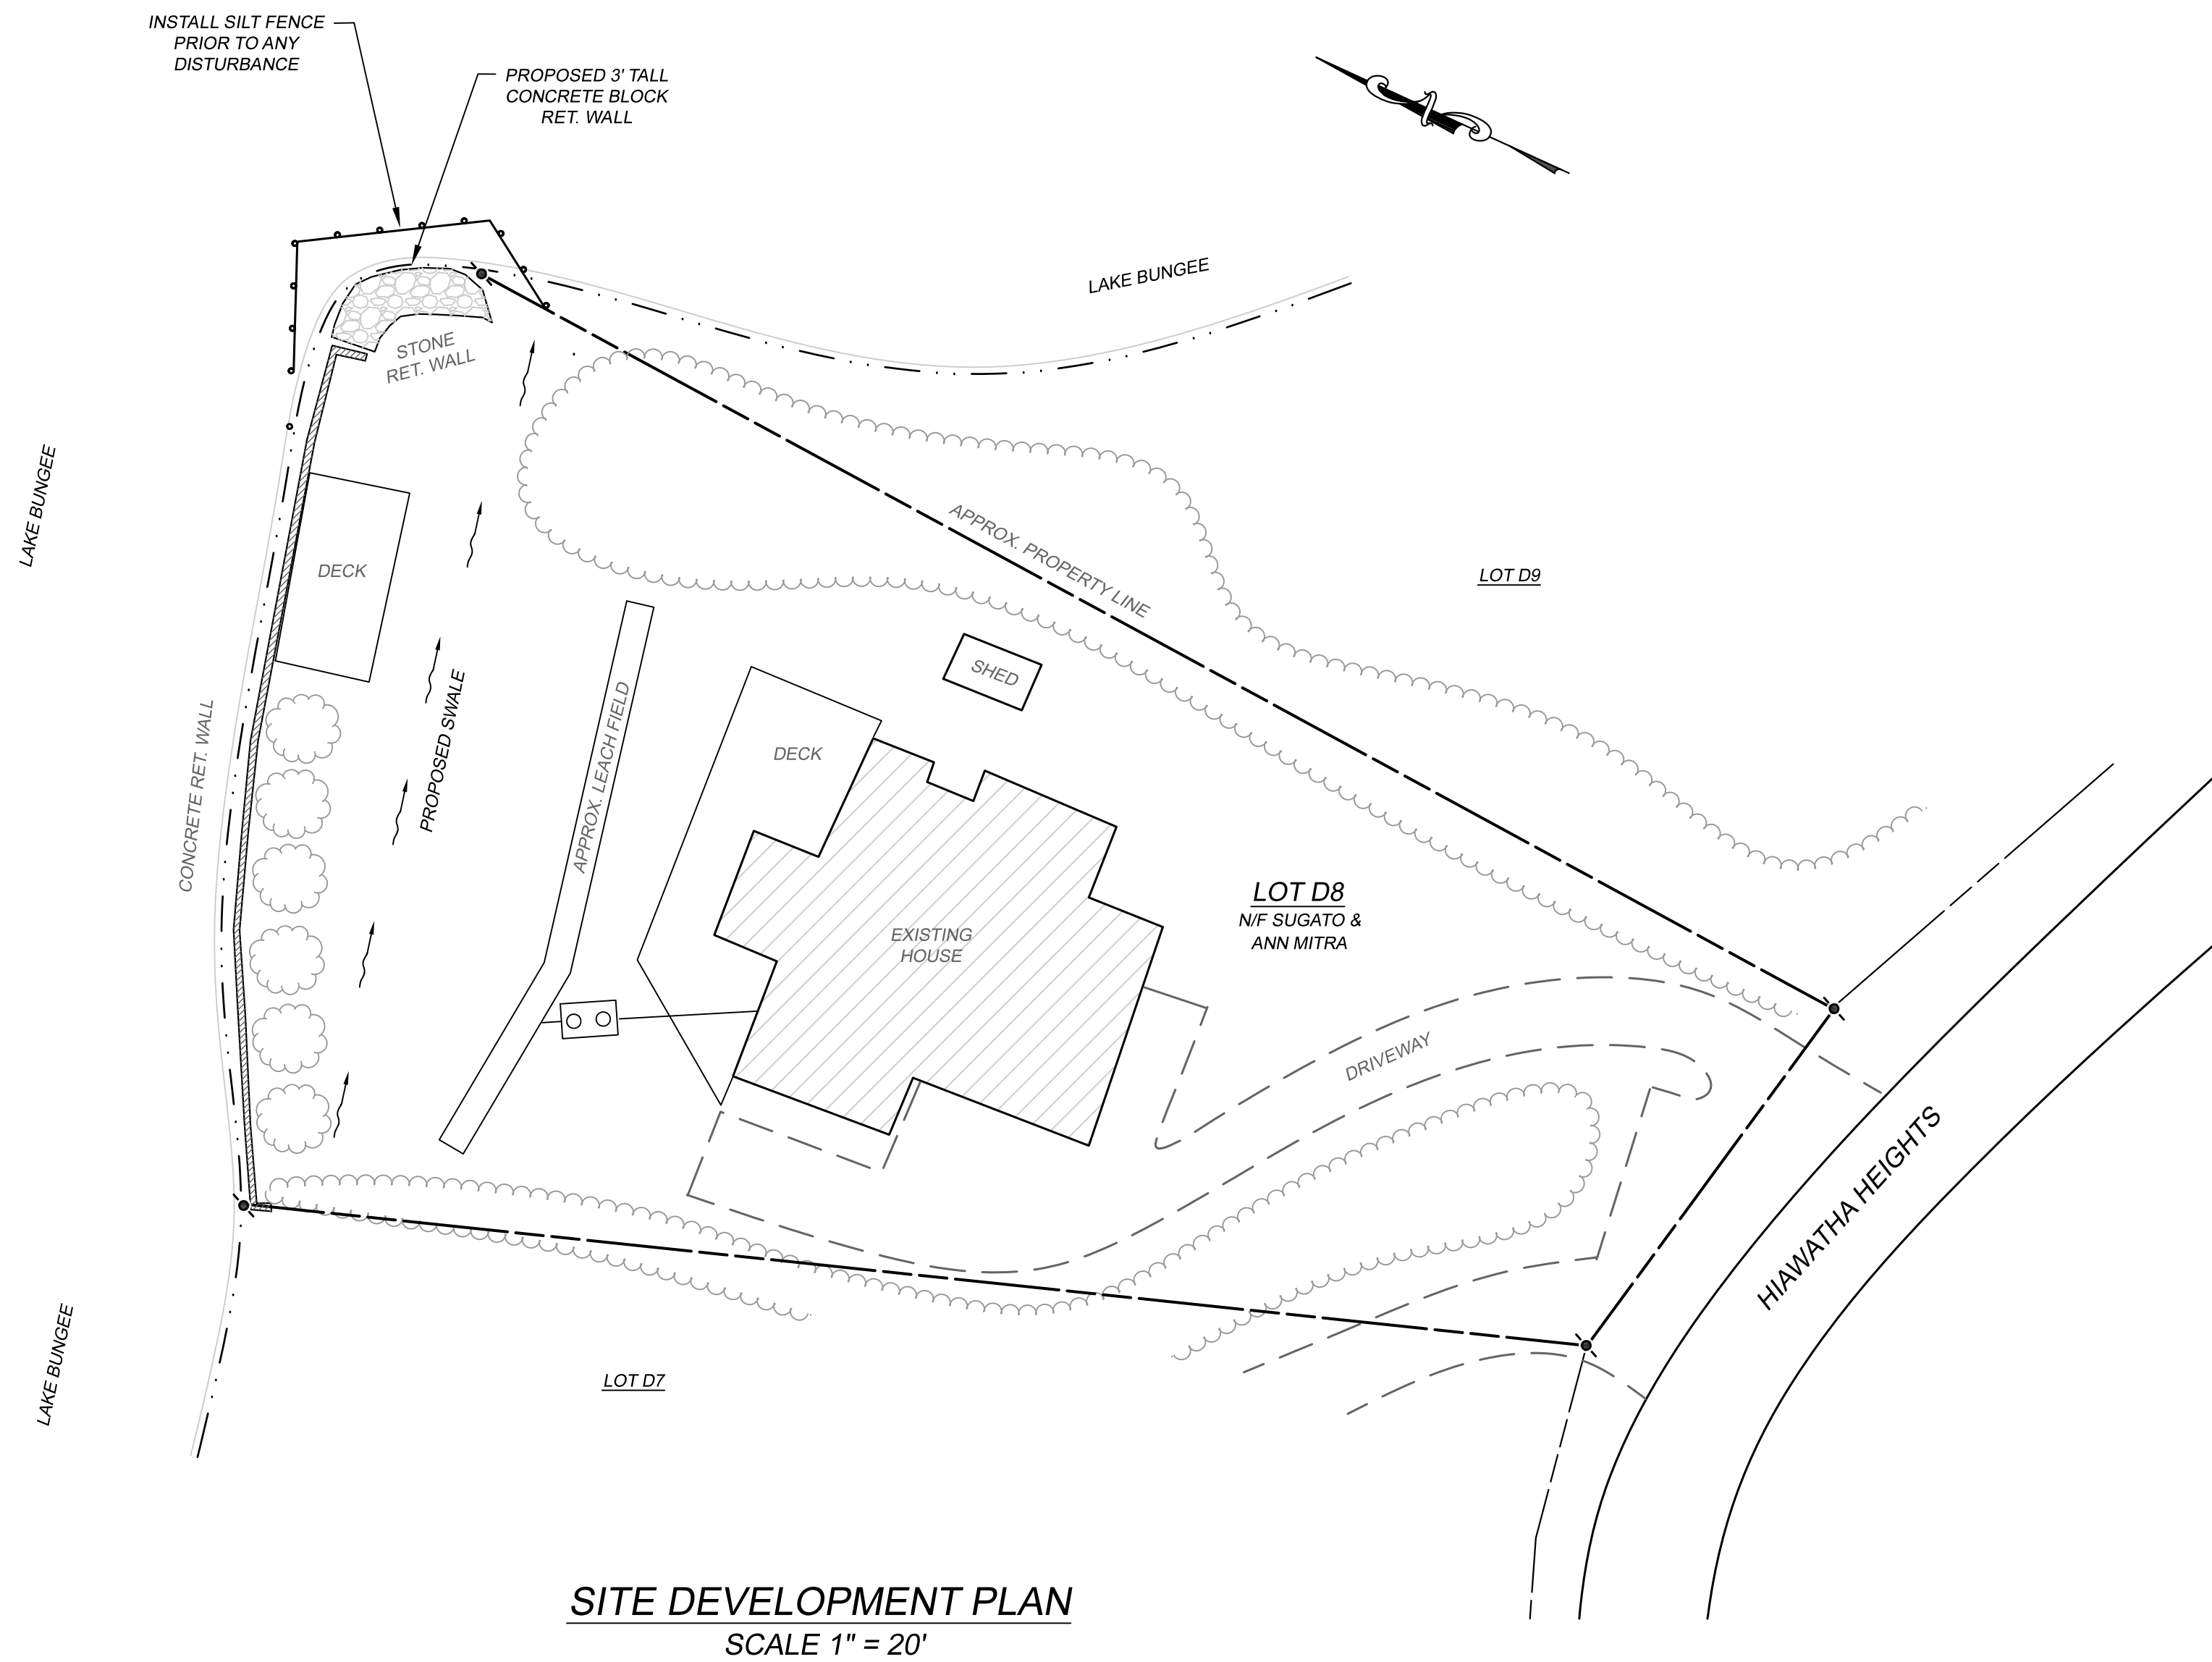 INSTALL SILT FENCE
PRIOR TO ANY
DISTURBANCE
PROPOSED 3' TALL
CONCRETE BLOCK
RET. WALL
LAKE BUNGEE
STONE
RET. WALL
LAKE BUNGEE
DECK
APPROX. PROPERTY LINE
LOT D9
SHED
PROPOSED SWALE
APPROX. LEACH FIELD
DECK
CONCRETE RET. WALL
LOT D8
N/F SUGATO &
ANN MITRA
EXISTING
HOUSE
DRIVEWAY
HIAWATHA HEIGHTS
LAKE BUNGEE
LOT D7
SITE DEVELOPMENT PLAN
SCALE 1" = 20'